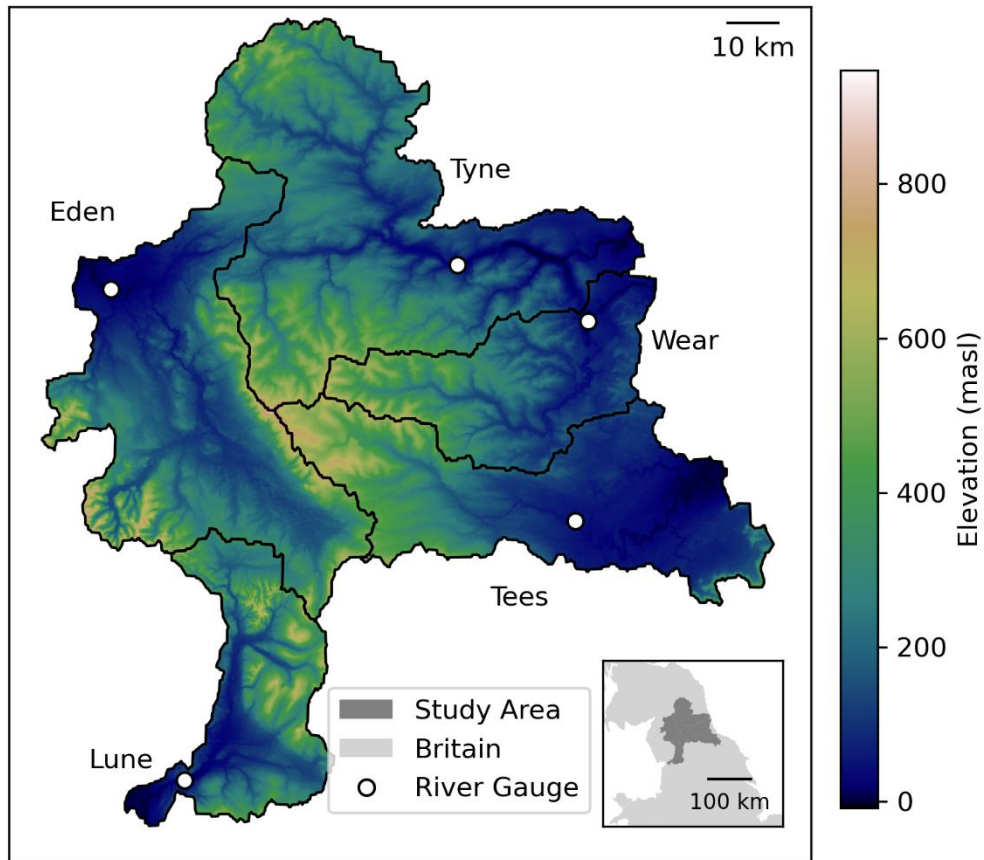 10 km
Tyne
Eden
Wear
Tees
Lune
Study Area
Britain
River Gauge
100 km
800
600
400
200
0
Elevation (masl)